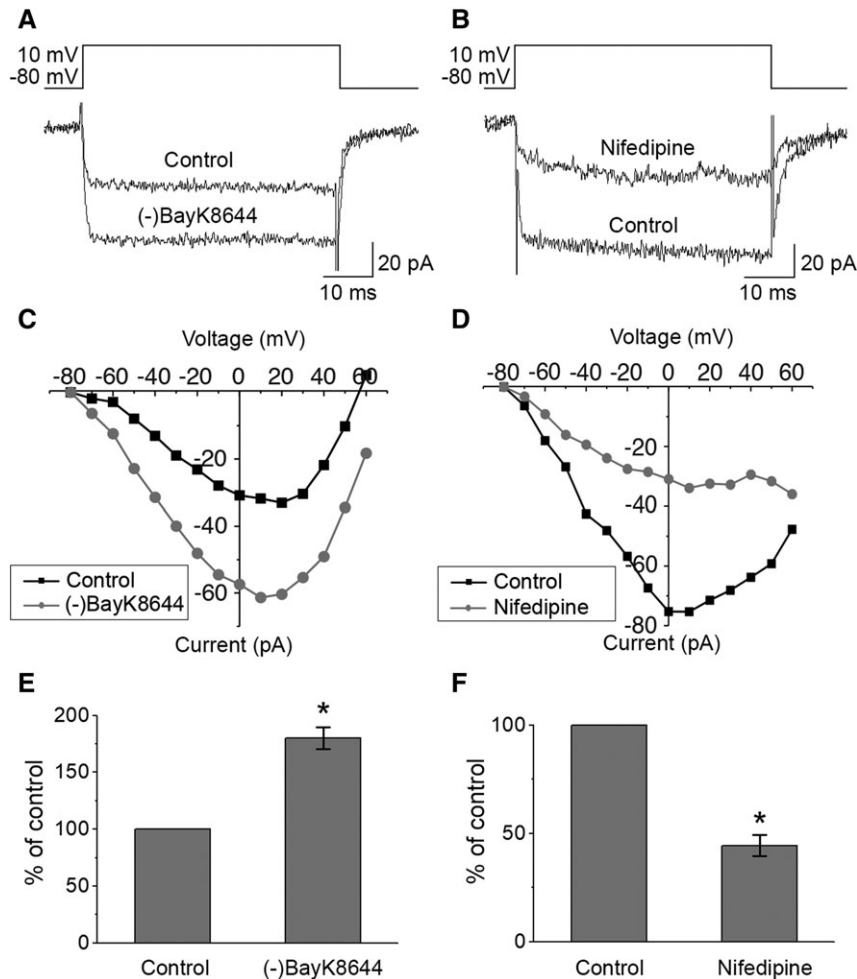 A
10 mV
-80 mV
Control
(-)BayK8644
20 pA
10 ms
B
10 mV
-80 mV
Nifedipine
Control
20 pA
10 ms
C
Voltage (mV)
-80 -60 -40 -20 0 20 40 60
-20
-40
-60
Control
(-)BayK8644
Current (pA)
D
Voltage (mV)
-80 -60 -40 -20 0 20 40 60
-20
-40
-60
-80
Control
Nifedipine
Current (pA)
E
% of control
200
150
100
50
0
*
Control (-)BayK8644
F
% of control
100
50
0
*
Control Nifedipine